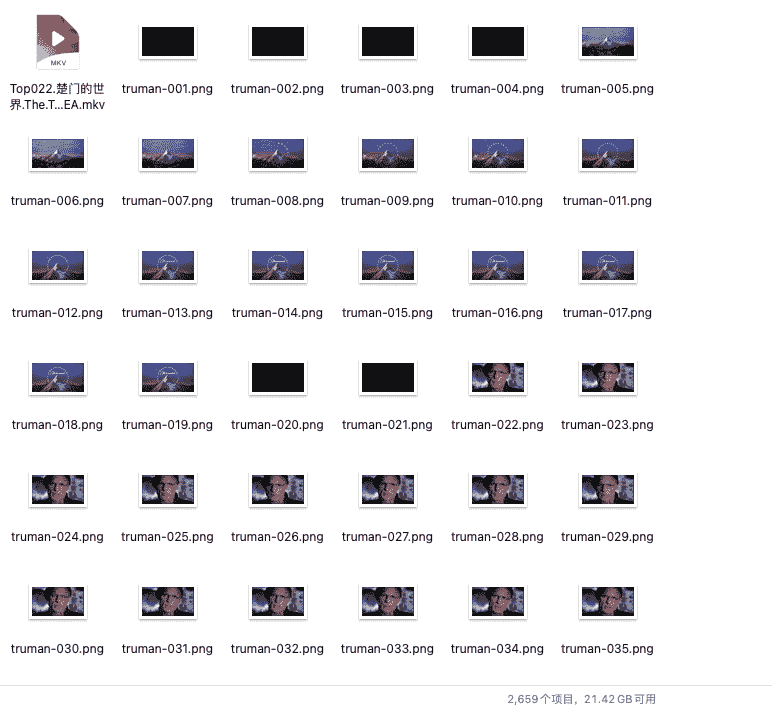 MKV
Top022.楚门的世
界.The.T...EA.mkv
truman-001.png
truman-002.png
truman-003.png
truman-004.png
truman-005.png
truman-006.png
truman-007.png
truman-008.png
truman-009.png
truman-010.png
truman-011.png
truman-012.png
truman-013.png
truman-014.png
truman-015.png
truman-016.png
truman-017.png
truman-018.png
truman-019.png
truman-020.png
truman-021.png
truman-022.png
truman-023.png
truman-024.png
truman-025.png
truman-026.png
truman-027.png
truman-028.png
truman-029.png
truman-030.png
truman-031.png
truman-032.png
truman-033.png
truman-034.png
truman-035.png
2,659个项目，21.42 GB可用